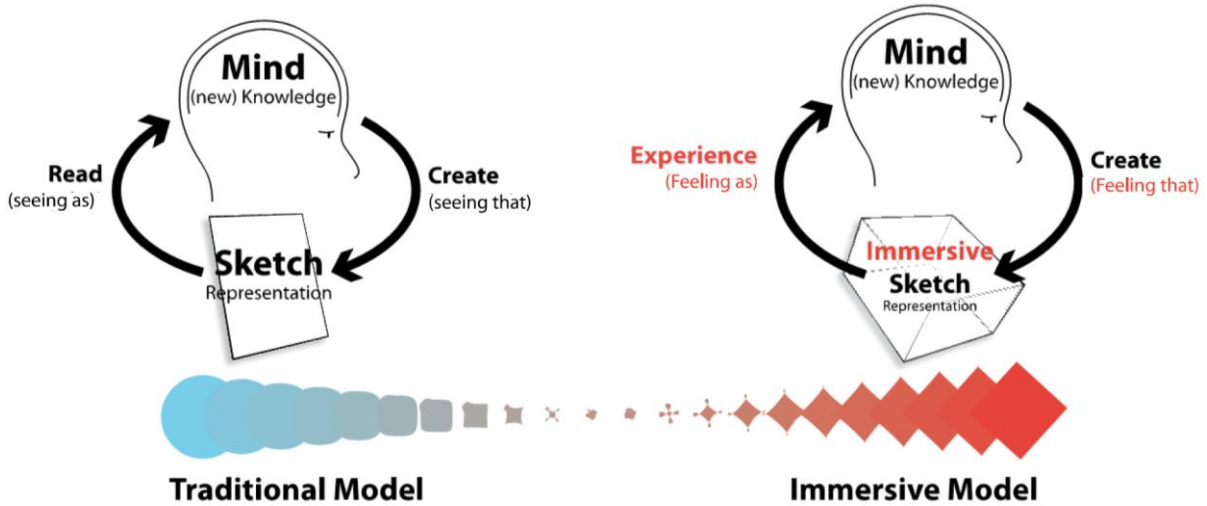 Mind
(new) Knowledge
Read
(seeing as)
Create
(seeing that)
Sketch
Representation
Traditional Model
Mind
(new) Knowledge
Experience
(Feeling as)
Create
(Feeling that)
Immersive
Sketch
Representation
Immersive Model